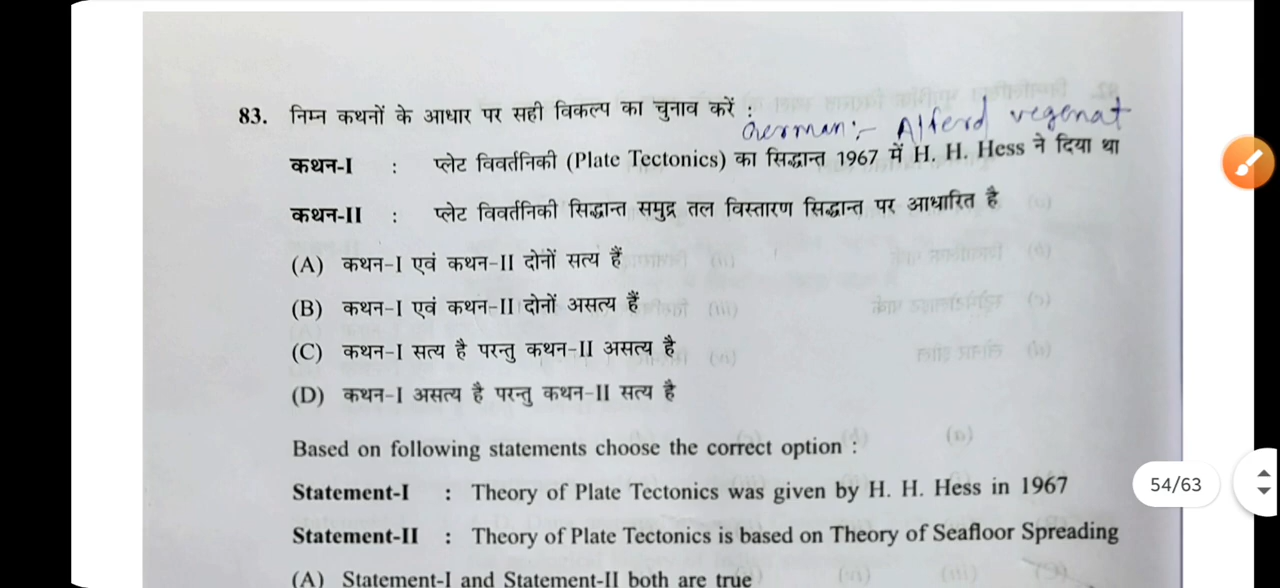 83. निम्न कथनों के आधार पर सही विकल्प का चुनाव करें :
German:- Alferd vegenat
कथन-I : प्लेट विवर्तनिकी (Plate Tectonics) का सिद्धान्त 1967 में H. H. Hess ने दिया था
कथन-II : प्लेट विवर्तनिकी सिद्धान्त समुद्र तल विस्तारण सिद्धान्त पर आधारित है
(A) कथन-I एवं कथन-II दोनों सत्य हैं
(B) कथन-I एवं कथन-II दोनों असत्य हैं
(C) कथन-I सत्य है परन्तु कथन-II असत्य है
(D) कथन-I असत्य है परन्तु कथन-II सत्य है
Based on following statements choose the correct option :
Statement-I : Theory of Plate Tectonics was given by H. H. Hess in 1967
54/63
Statement-II : Theory of Plate Tectonics is based on Theory of Seafloor Spreading
(A) Statement-I and Statement-II both are true